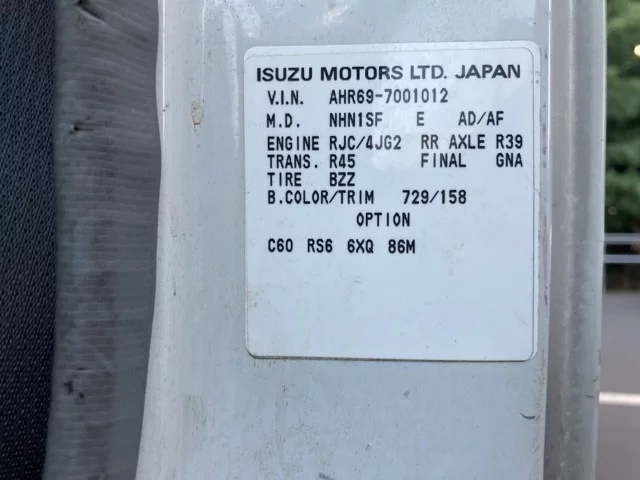 ISUZU MOTORS LTD. JAPAN
V.I.N. AHR69-7001012
M.D. NHN1SF E AD/AF
ENGINE RJC/4JG2 RR AXLE R39
TRANS. R45 FINAL GNA
TIRE BZZ
B.COLOR/TRIM 729/158
OPTION
C60 RS6 6XQ 86M